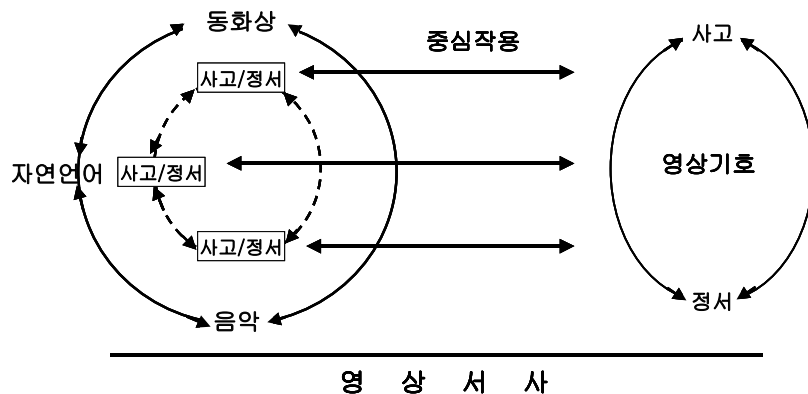 동화상
중심작용
사고
사고/정서
자연언어
사고/정서
영상기호
사고/정서
정서
음악
영 상 서 사